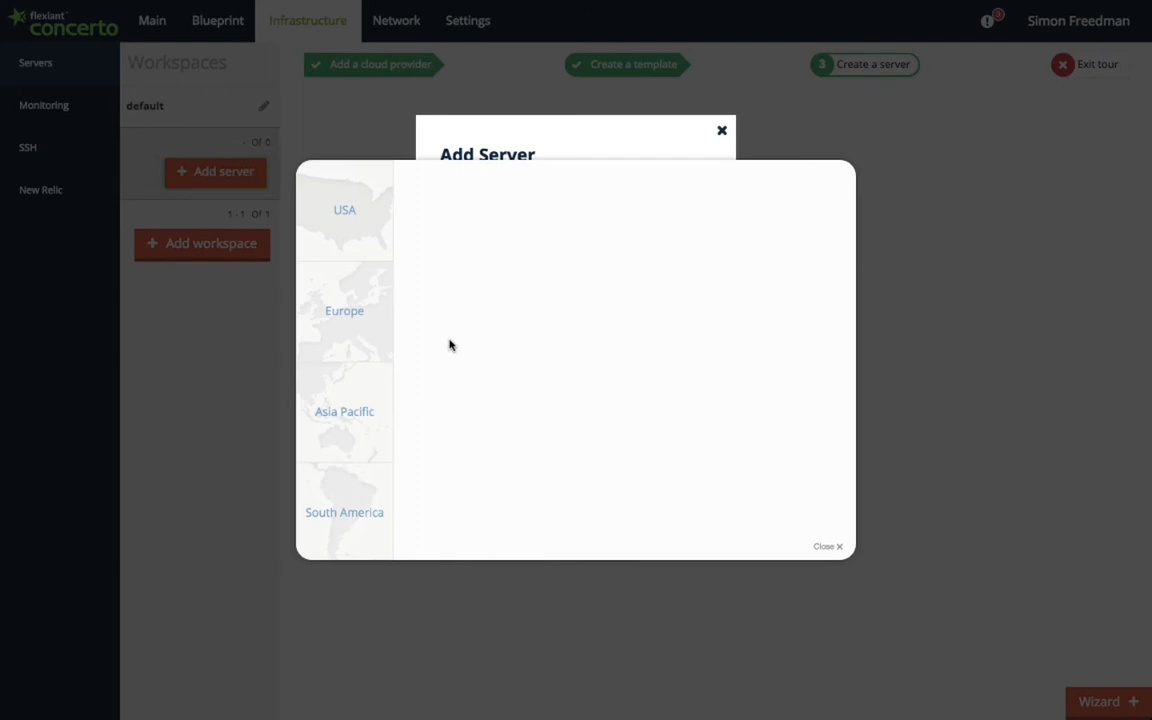 flexiant
concerto
Main
Blueprint
Infrastructure
Network
Settings
Simon Freedman
Servers
Monitoring
SSH
New Relic
Workspaces
default
- Of 0
+ Add server
1 - 1 Of 1
+ Add workspace
Add a cloud provider
Create a template
3 Create a server
Exit tour
Add Server
USA
Europe
Asia Pacific
South America
Close X
Wizard +